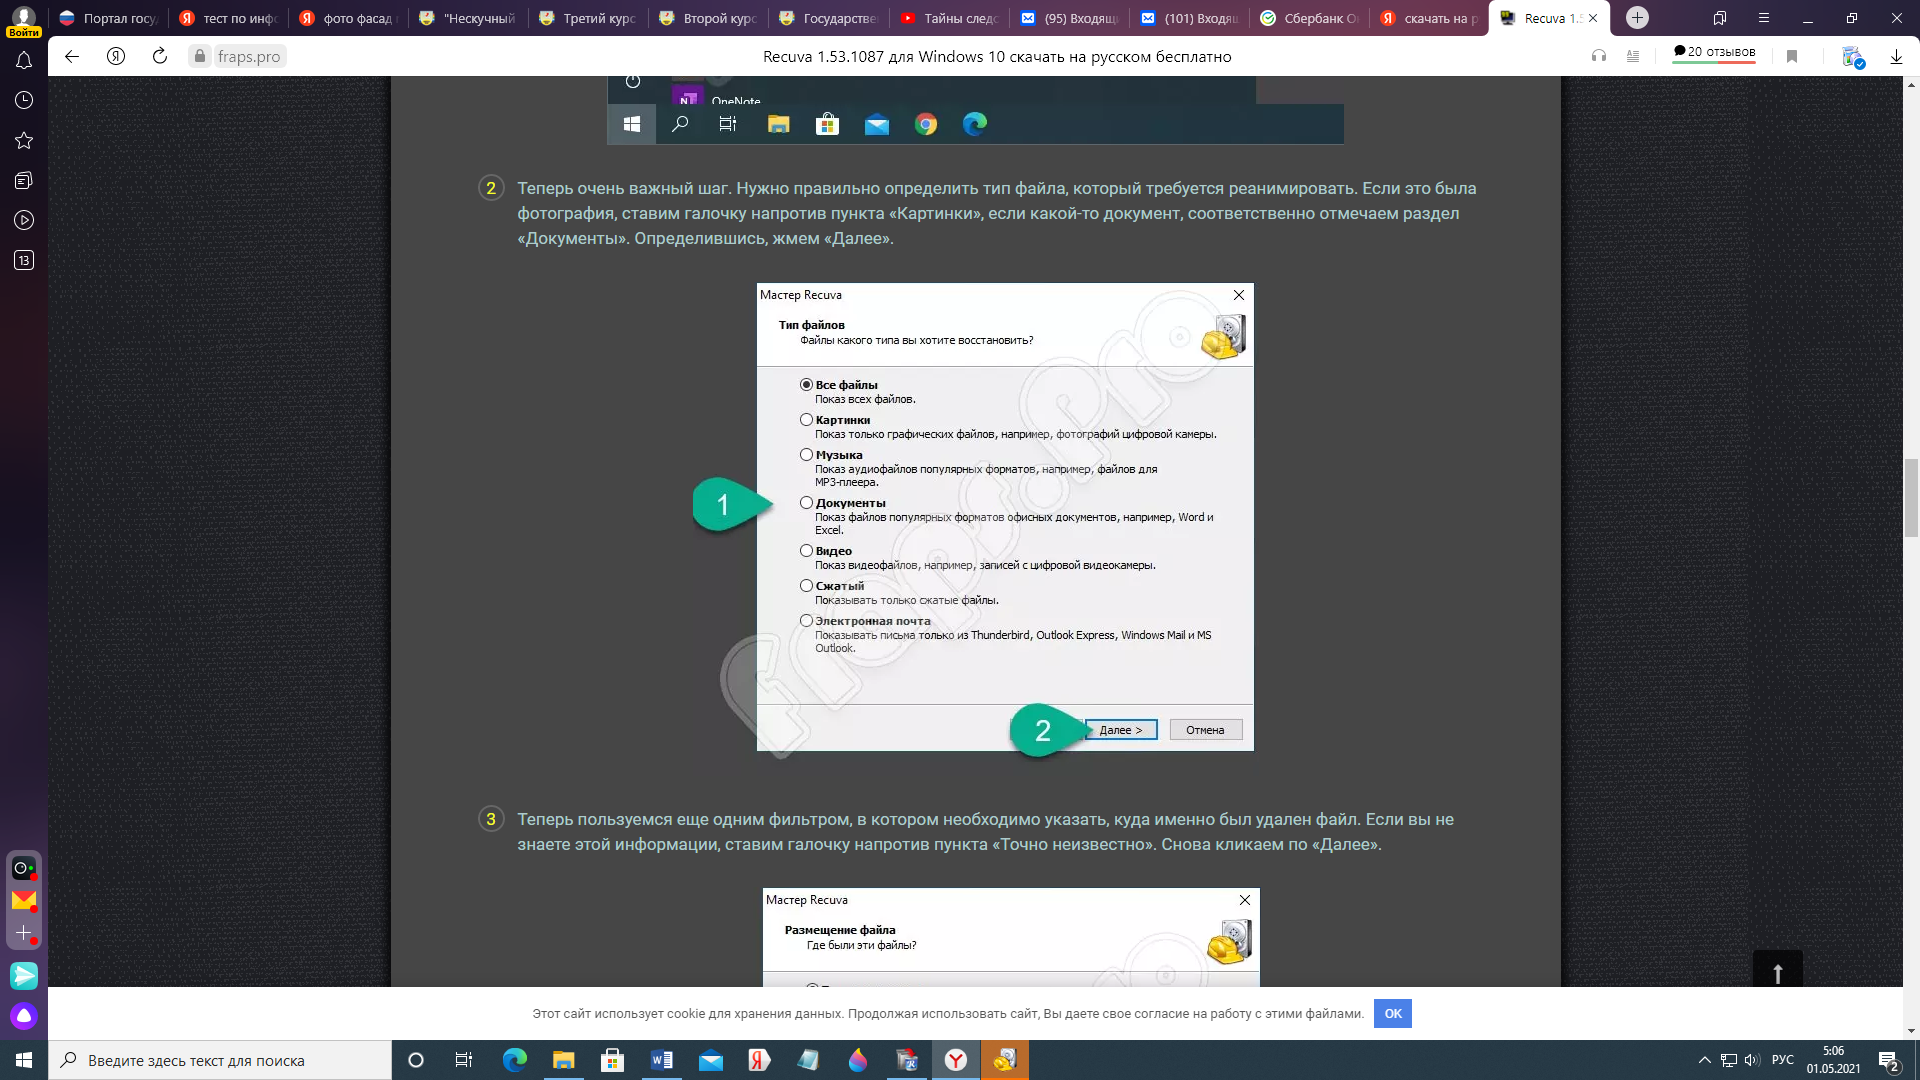 Портал госу
тест по инфо
фото фасад
"Нескучный
Третий курс
Второй курс
Государстве
Тайны след
(95) Входящи
(101) Входящ
Сбербанк О
скачать на р
Recuva 1.5
Войти
fraps.pro
Recuva 1.53.1087 для Windows 10 скачать на русском бесплатно
20 отзывов
13
OneNote
2 Теперь очень важный шаг. Нужно правильно определить тип файла, который требуется реанимировать. Если это была
фотография, ставим галочку напротив пункта «Картинки», если какой-то документ, соответственно отмечаем раздел
«Документы». Определившись, жмем «Далее».
Мастер Recuva
Тип файлов
Файлы какого типа вы хотите восстановить?
Все файлы
Показ всех файлов.
Картинки
Показ только графических файлов, например, фотографий цифровой камеры.
Музыка
Показ аудиофайлов популярных форматов, например, файлов для
MP3-плеера.
1
Документы
Показ файлов популярных форматов офисных документов, например, Word и
Excel.
Видео
Показ видеофайлов, например, записей с цифровой видеокамеры.
Сжатый
Показывать только сжатые файлы.
Электронная почта
Показывать письма только из Thunderbird, Outlook Express, Windows Mail и MS
Outlook.
Fraps.Pro
2
Далее >
Отмена
3 Теперь пользуемся еще одним фильтром, в котором необходимо указать, куда именно был удален файл. Если вы не
знаете этой информации, ставим галочку напротив пункта «Точно неизвестно». Снова кликаем по «Далее».
Мастер Recuva
Размещение файла
Где были эти файлы?
Этот сайт использует cookie для хранения данных. Продолжая использовать сайт, Вы даете свое согласие на работу с этими файлами.
OK
Введите здесь текст для поиска
РУС
5:06
01.05.2021
2